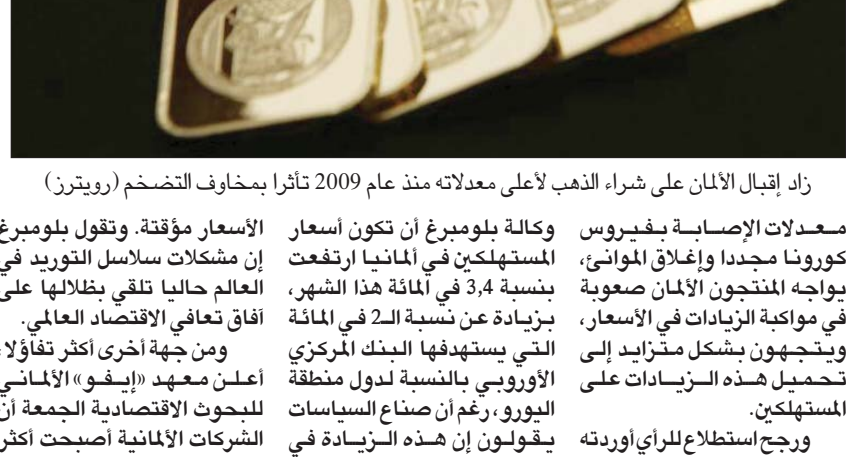 زاد إقبال الألمان على شراء الذهب لأعلى معدلاته منذ عام 2009 تأثرا بمخاوف التضخم (رويترز)
معدلات الإصابة بفيروس
كورونا مجددا وإغلاق الموانئ،
يواجه المنتجون الألمان صعوبة
في مواكبة الزيادات في الأسعار،
ويتجهون بشكل متزايد إلى
تحميل هذه الزيادات على
المستهلكين.
ورجح استطلاع للرأي أوردته
وكالة بلومبرغ أن تكون أسعار
المستهلكين في ألمانيا ارتفعت
بنسبة 3,4 في المائة هذا الشهر،
بزيادة عن نسبة الـ2 في المائة
التي يستهدفها البنك المركزي
الأوروبي بالنسبة لدول منطقة
اليورو، رغم أن صناع السياسات
يقولون إن هذه الزيادة في
الأسعار مؤقتة. وتقول بلومبرغ
إن مشكلات سلاسل التوريد في
العالم حاليا تلقي بظلالها على
آفاق تعافي الاقتصاد العالمي.
ومن جهة أخرى أكثر تفاؤلا،
أعلن معهد «إيفو» الألماني
للبحوث الاقتصادية الجمعة أن
الشركات الألمانية أصبحت أكثر